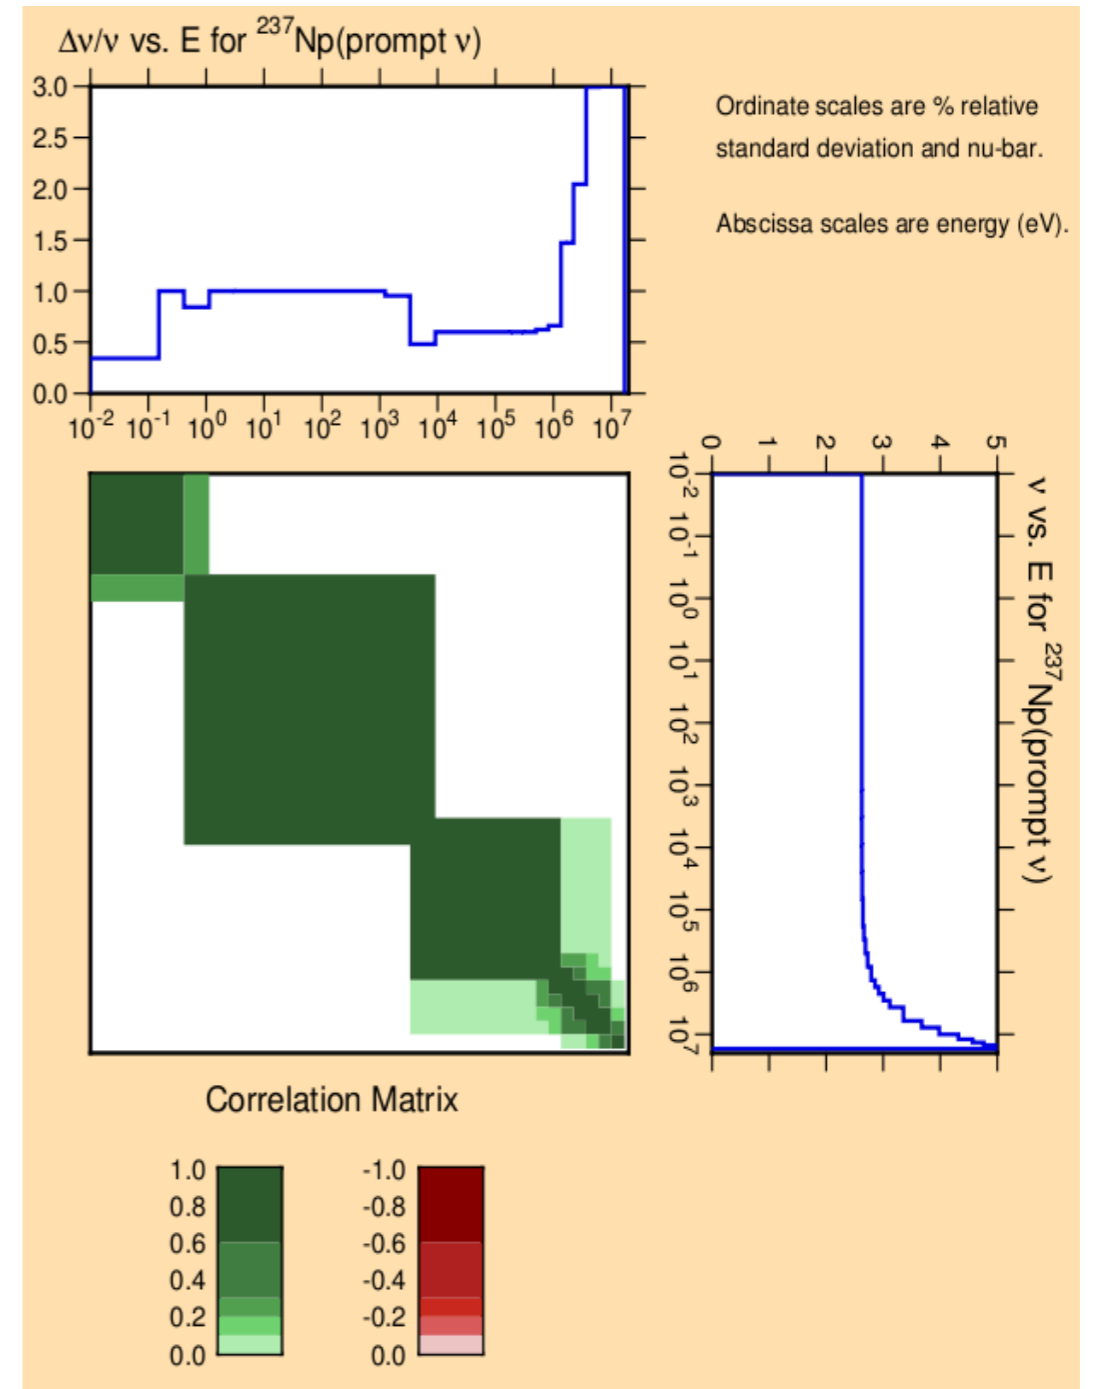 Δν/ν vs. E for ²³⁷Np(prompt ν)
3.0
2.5
2.0
1.5
1.0
0.5
0.0
10⁻² 10⁻¹ 10⁰ 10¹ 10² 10³ 10⁴ 10⁵ 10⁶ 10⁷
Ordinate scales are % relative
standard deviation and nu-bar.
Abscissa scales are energy (eV).
0 1 2 3 4 5
10⁻² 10⁻¹ 10⁰ 10¹ 10² 10³ 10⁴ 10⁵ 10⁶ 10⁷
ν vs. E for ²³⁷Np(prompt ν)
Correlation Matrix
1.0
0.8
0.6
0.4
0.2
0.0
-1.0
-0.8
-0.6
-0.4
-0.2
0.0